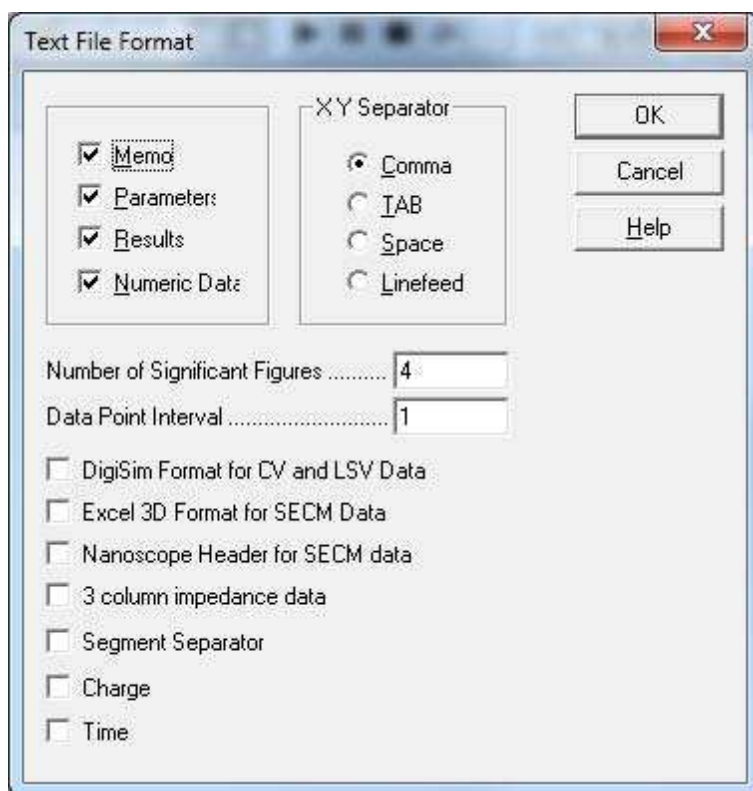 Text File Format
Memo
Parameters
Results
Numeric Data
X Y Separator
Comma
TAB
Space
Linefeed
OK
Cancel
Help
Number of Significant Figures .......... 4
Data Point Interval ........................... 1
DigiSim Format for CV and LSV Data
Excel 3D Format for SECM Data
Nanoscope Header for SECM data
3 column impedance data
Segment Separator
Charge
Time